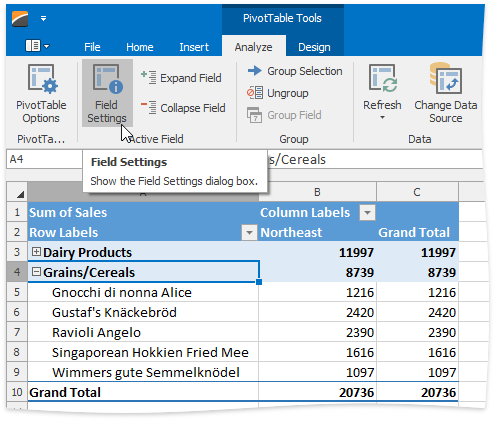 PivotTable Tools
File Home Insert Analyze Design
PivotTable Options
Field Settings
Expand Field
Collapse Field
Group Selection
Ungroup
Group Field
Refresh
Change Data Source
PivotTa...
Active Field
Group
Data
A4
s/Cereals
Field Settings
Show the Field Settings dialog box.
B C
1 Sum of Sales Column Labels
2 Row Labels Northeast Grand Total
3 Dairy Products 11997 11997
4 Grains/Cereals 8739 8739
5 Gnocchi di nonna Alice 1216 1216
6 Gustaf's Knäckebröd 2420 2420
7 Ravioli Angelo 2390 2390
8 Singaporean Hokkien Fried Mee 1616 1616
9 Wimmers gute Semmelknödel 1397 1397
10 Grand Total 20736 20736